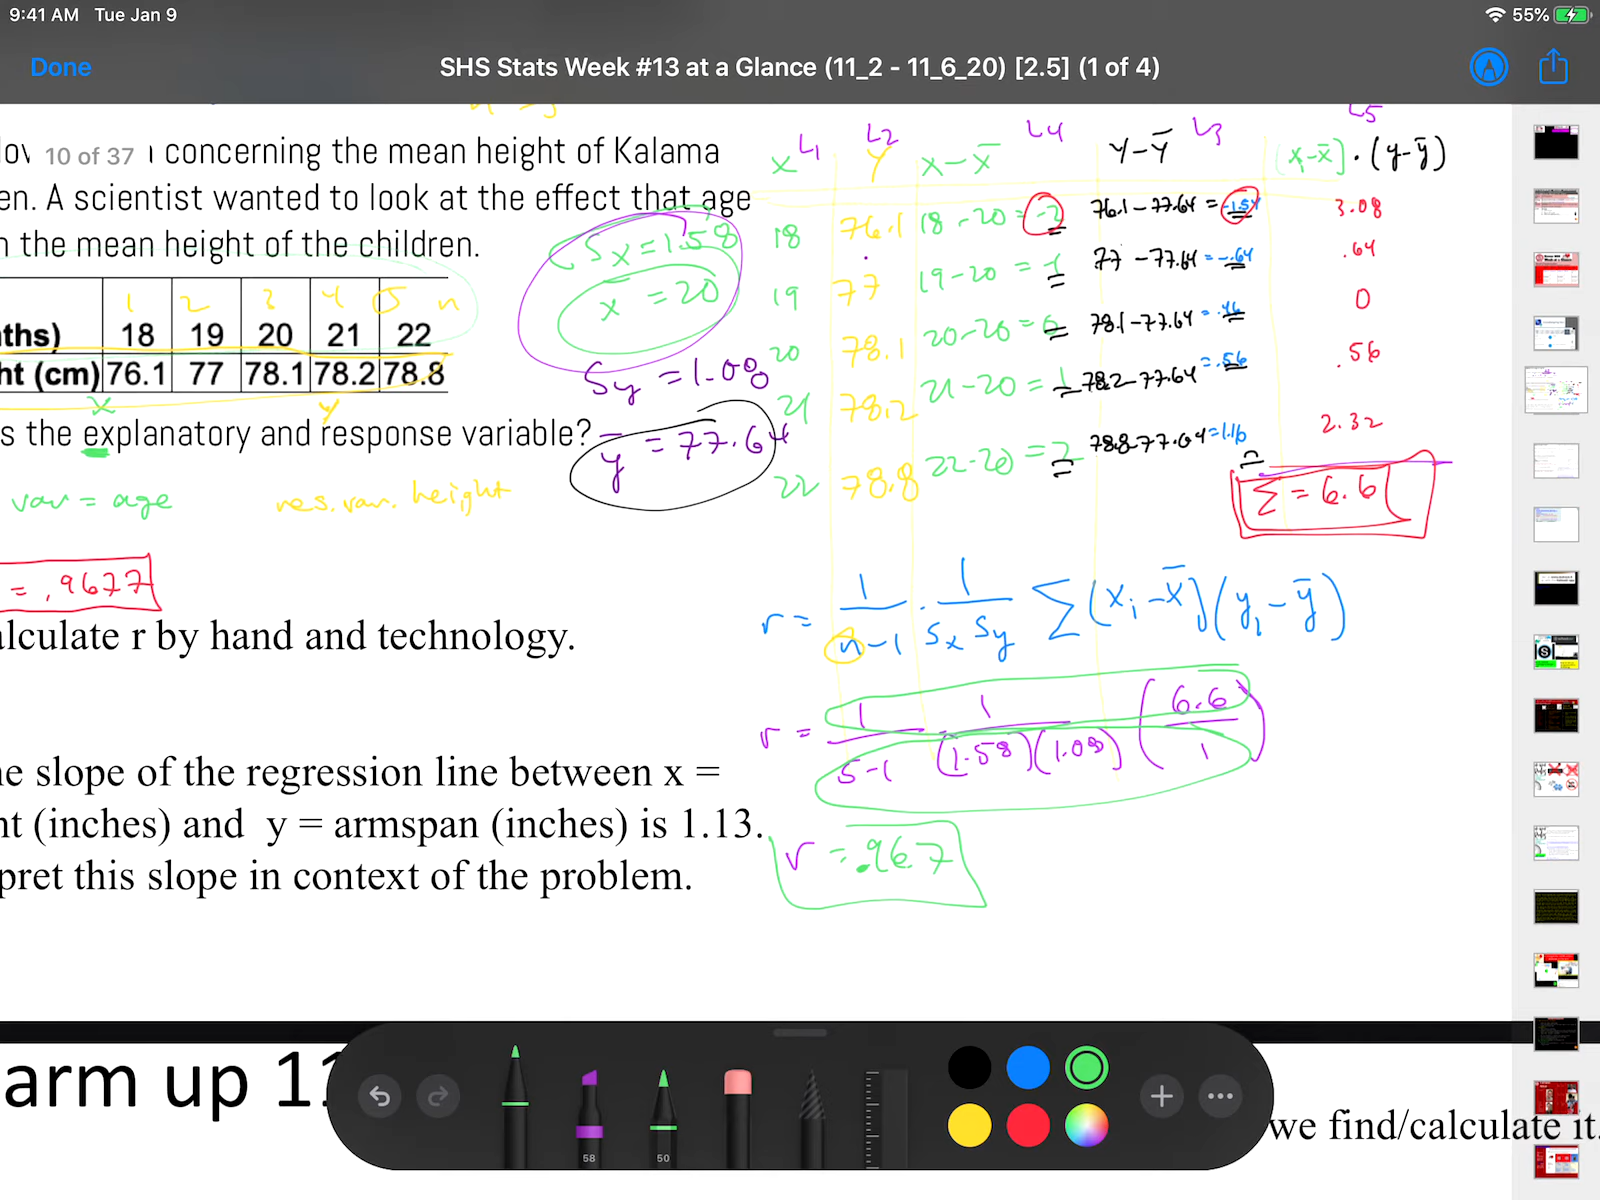 9:41 AM Tue Jan 9
55%
Done
SHS Stats Week #13 at a Glance (11_2 - 11_6_20) [2.5] (1 of 4)
10 of 37
concerning the mean height of Kalama
en. A scientist wanted to look at the effect that age
n the mean height of the children.
1 2 3 4 5 n
ths) 18 19 20 21 22
ht (cm) 76.1 77 78.1 78.2 78.8
x y
s the explanatory and response variable?
var = age res. var. height
= .9677
alculate r by hand and technology.
he slope of the regression line between x =
ht (inches) and y = armspan (inches) is 1.13.
pret this slope in context of the problem.
Sx = 1.58
x̄ = 20
Sy = 1.08
ȳ = 77.64
L1 L2 L4 L3 L5
x y x-x̄ y-ȳ (x-x̄)·(y-ȳ)
18 76.1 18-20 = -2 76.1-77.64 = -1.54 3.08
19 77 19-20 = -1 77-77.64 = -.64 .64
20 78.1 20-20 = 0 78.1-77.64 = .46 0
21 78.2 21-20 = 1 78.2-77.64 = .56 .56
22 78.8 22-20 = 2 78.8-77.64 = 1.16 2.32
Σ = 6.6
r = 1/(n-1) · 1/(Sx Sy) Σ(xi-x̄)(yi-ȳ)
r = 1/(5-1) 1/((1.58)(1.08)) (6.6/1)
r = .967
arm up 11
58 50
we find/calculate it.